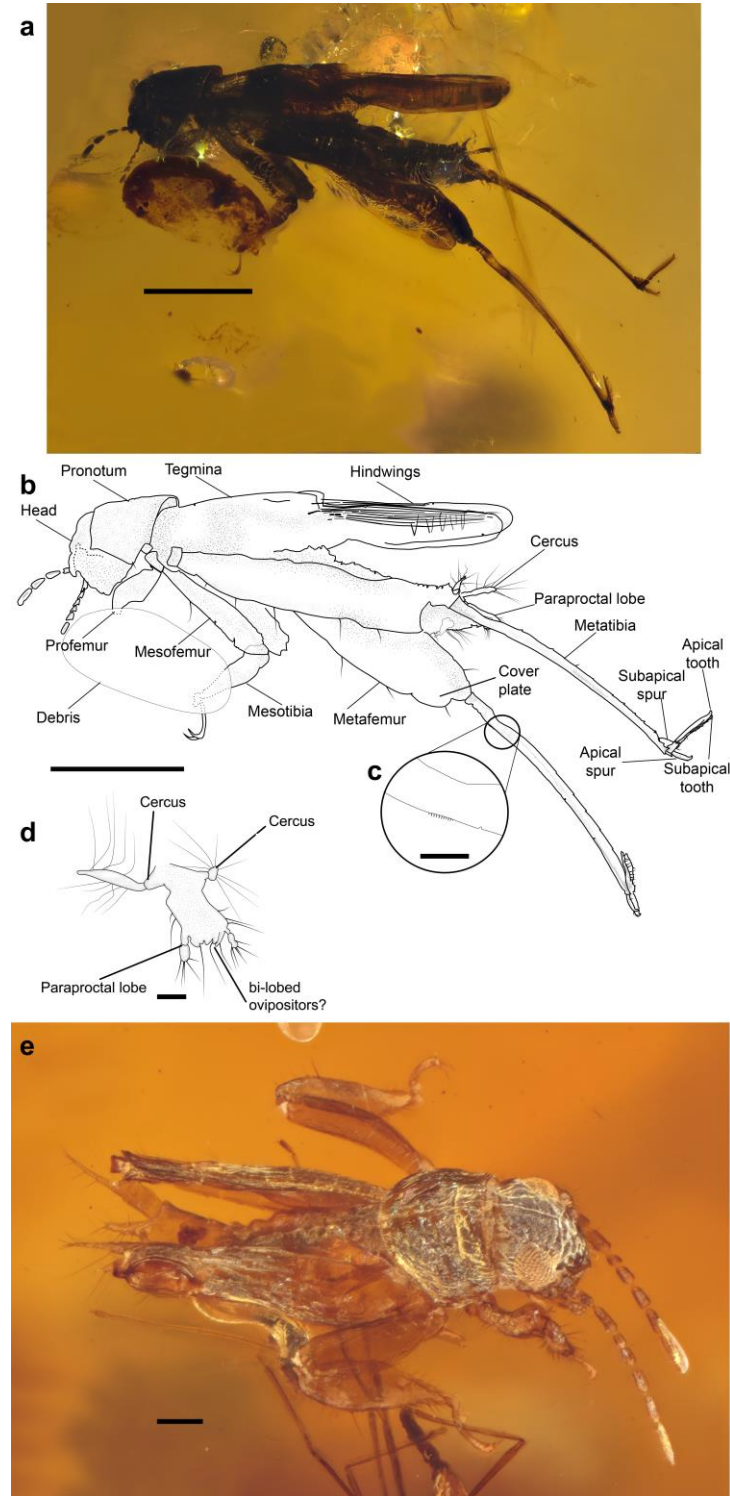 a
b
Pronotum
Tegmina
Hindwings
Head
Cercus
Paraproctal lobe
Metatibia
Apical
tooth
Subapical
spur
Profemur
Mesofemur
Cover
plate
Debris
Mesotibia
Metafemur
Apical
spur
Subapical
tooth
c
d
Cercus
Cercus
Paraproctal lobe
bi-lobed
ovipositors?
e